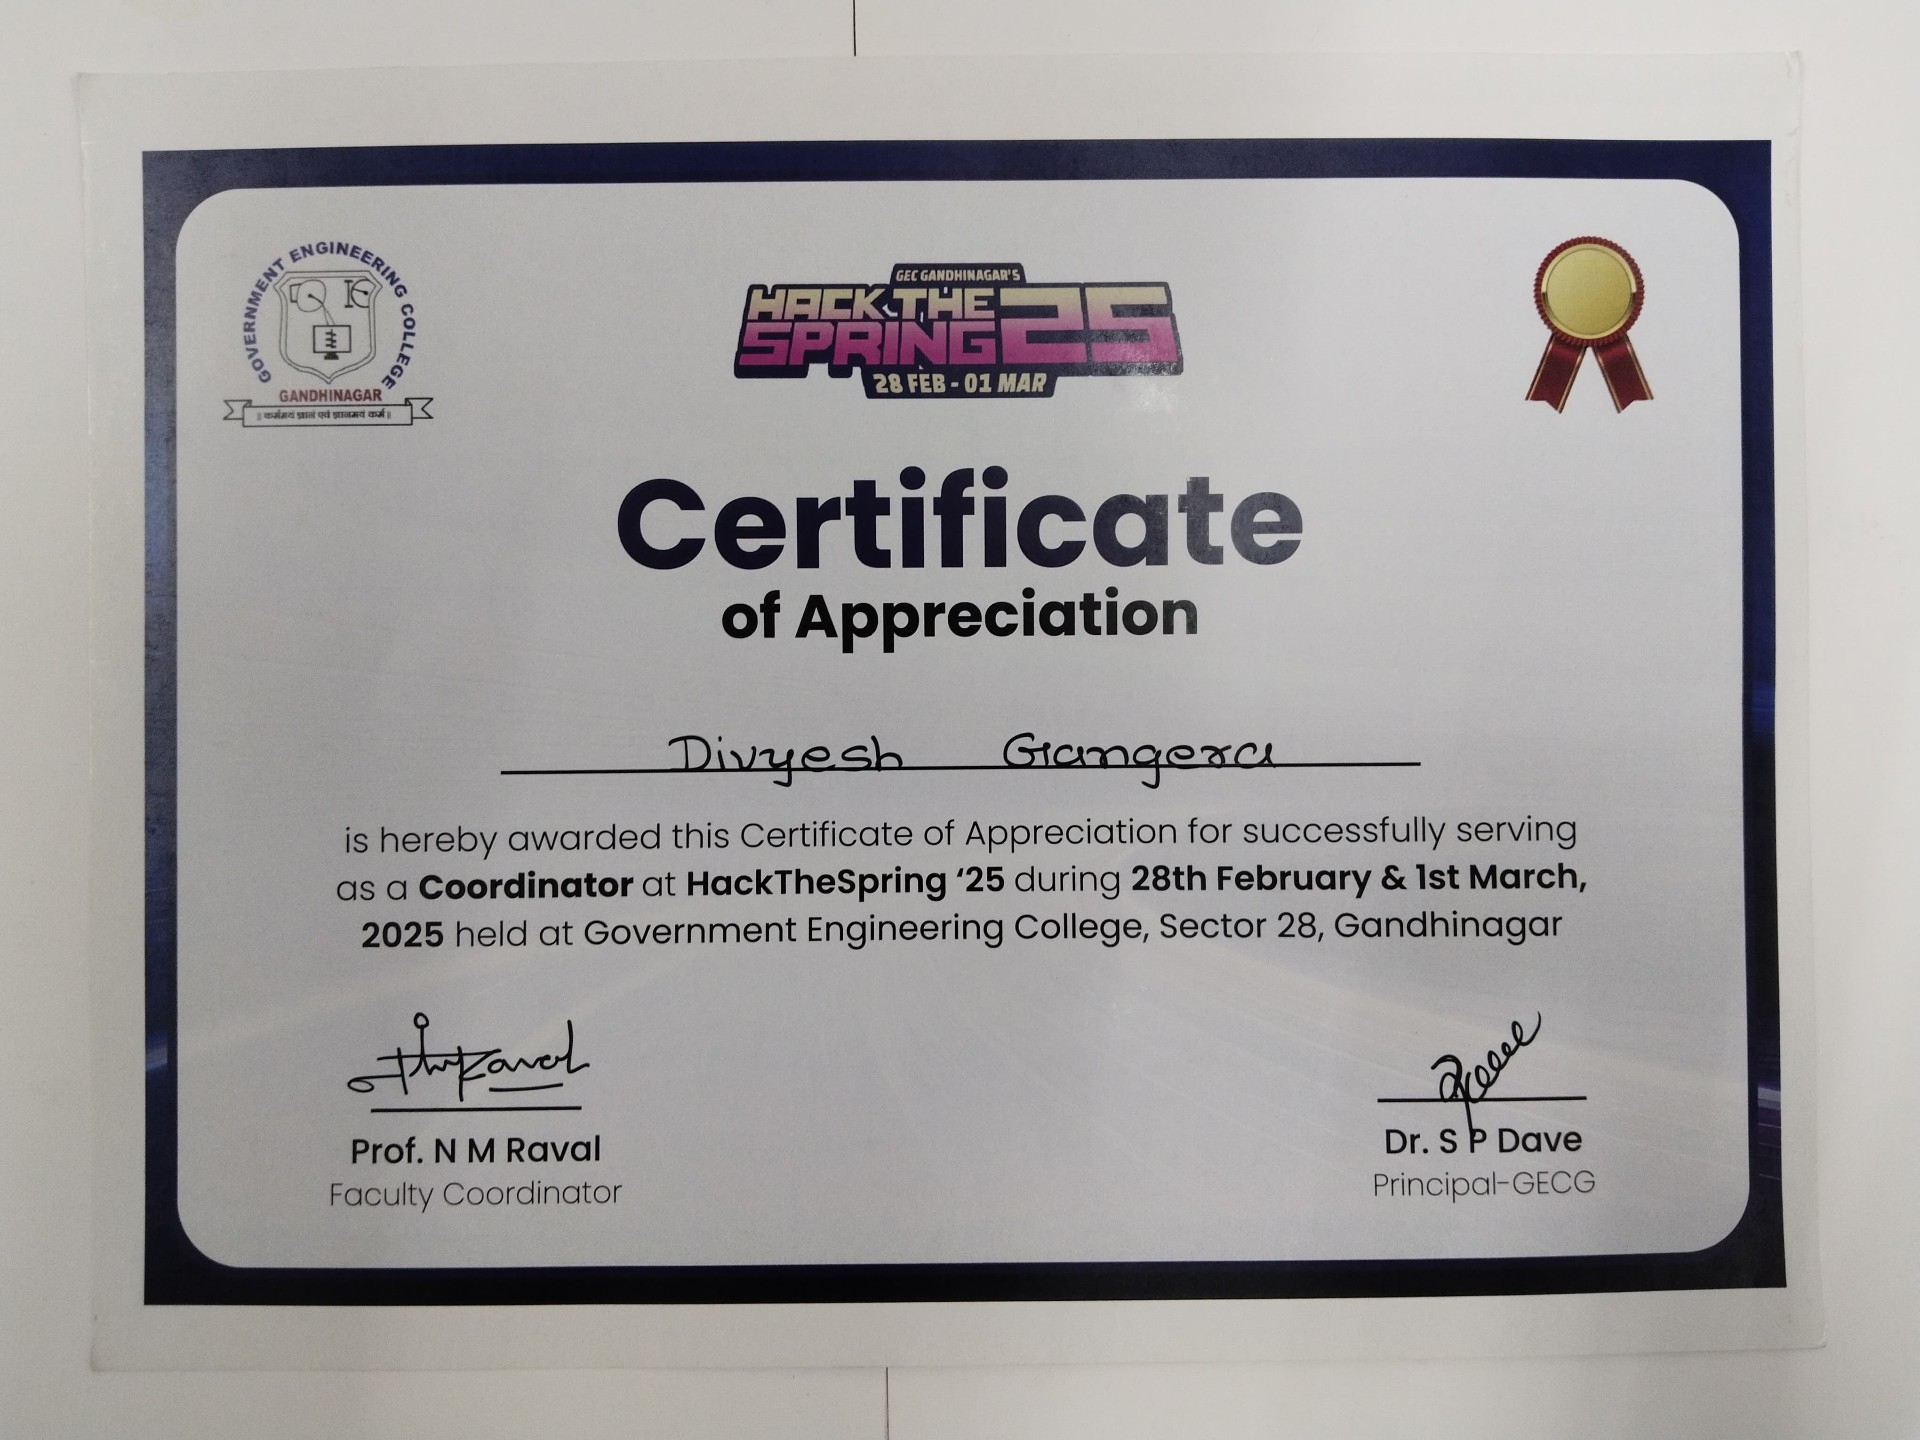 GOVERNMENT ENGINEERING COLLEGE
GANDHINAGAR
॥ कर्ममयं ज्ञानं एवं ज्ञानमयं कर्म ॥
GEC GANDHINAGAR'S
HACK THE
SPRING 25
28 FEB - 01 MAR
Certificate
of Appreciation
Divyesh Gangera
is hereby awarded this Certificate of Appreciation for successfully serving
as a Coordinator at HackTheSpring ‘25 during 28th February & 1st March,
2025 held at Government Engineering College, Sector 28, Gandhinagar
Prof. N M Raval
Faculty Coordinator
Dr. S P Dave
Principal-GECG